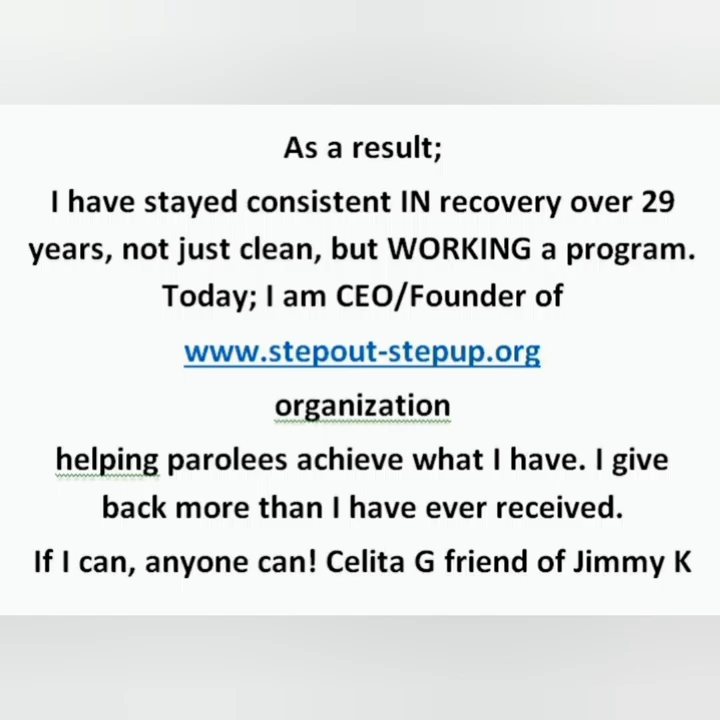 As a result;
I have stayed consistent IN recovery over 29
years, not just clean, but WORKING a program.
Today; I am CEO/Founder of
www.stepout-stepup.org
organization
helping parolees achieve what I have. I give
back more than I have ever received.
If I can, anyone can! Celita G friend of Jimmy K